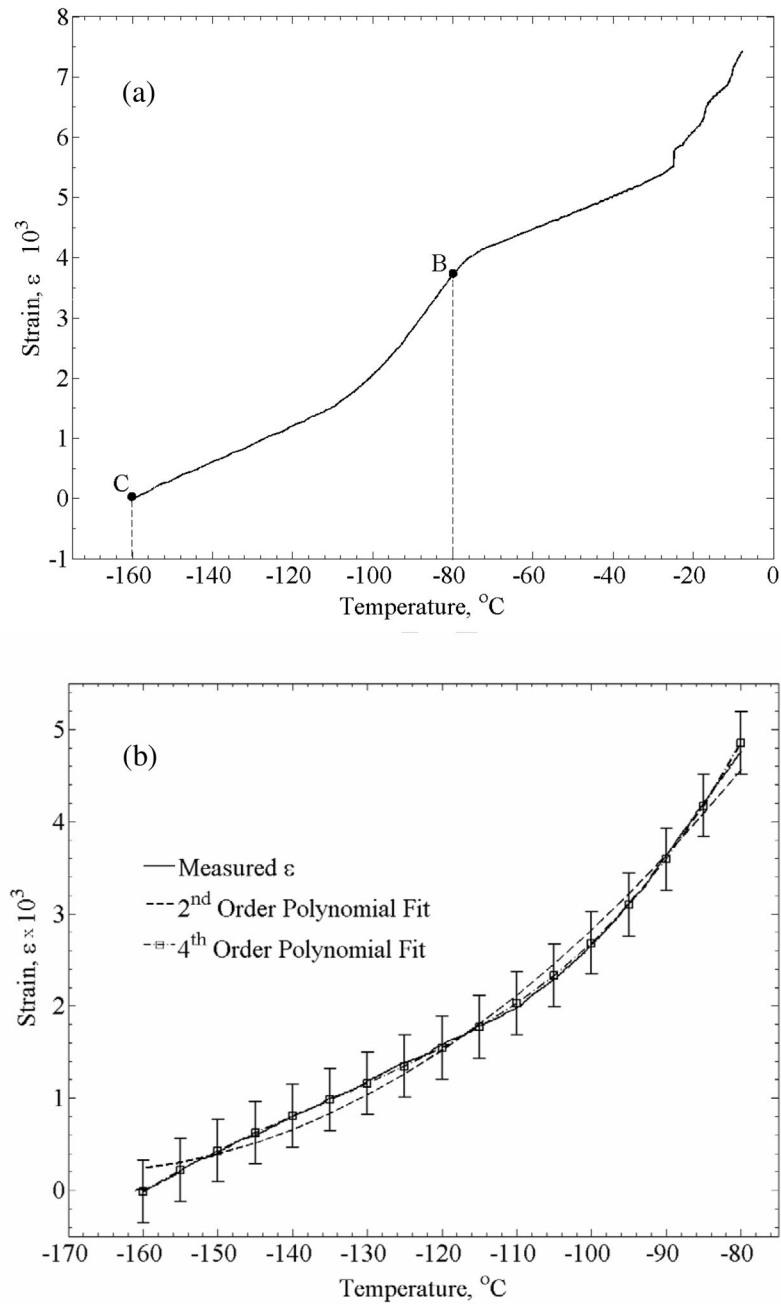 8
7
(a)
6
5
4
B
3
2
1
C
0
-1
-160 -140 -120 -100 -80 -60 -40 -20 0
Strain, ε 10³
Temperature, °C
5
(b)
4
Measured ε
2nd Order Polynomial Fit
4th Order Polynomial Fit
3
2
1
0
-170 -160 -150 -140 -130 -120 -110 -100 -90 -80
Strain, ε x 10³
Temperature, °C